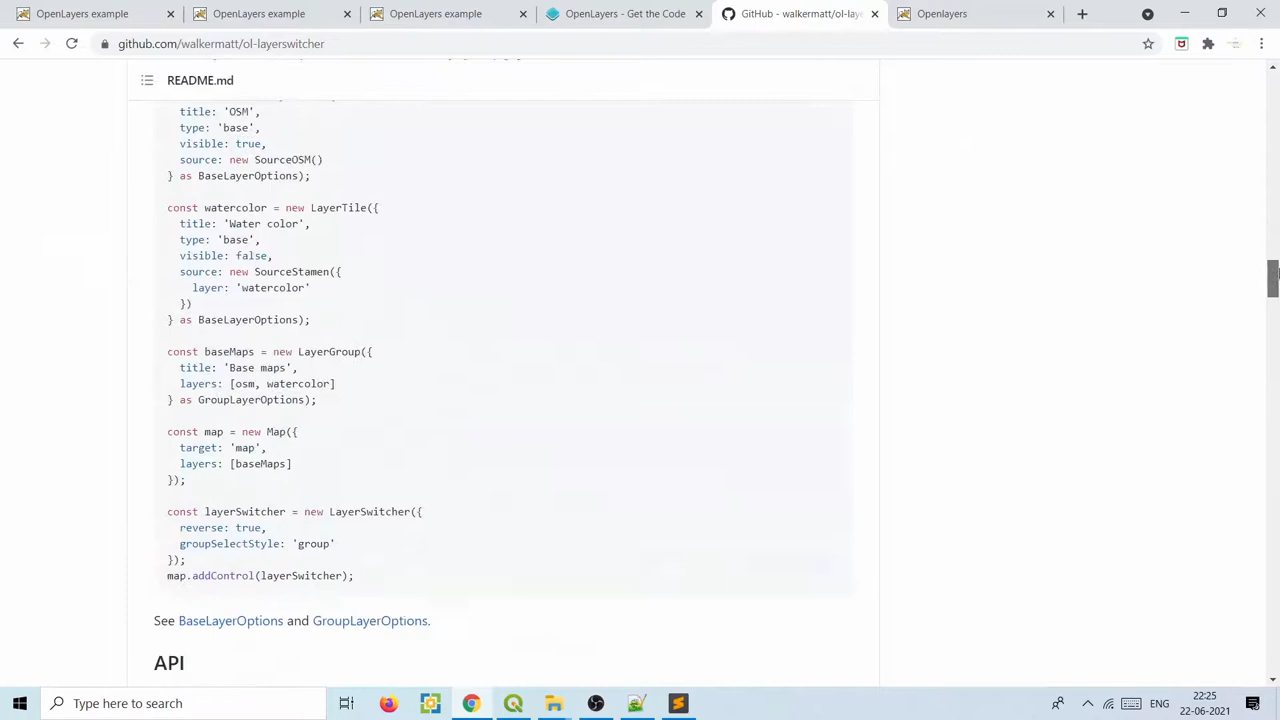 OpenLayers example
OpenLayers example
OpenLayers example
OpenLayers - Get the Code
GitHub - walkermatt/ol-laye
Openlayers
github.com/walkermatt/ol-layerswitcher
README.md
title: 'OSM',
type: 'base',
visible: true,
source: new SourceOSM()
} as BaseLayerOptions);
const watercolor = new LayerTile({
title: 'Water color',
type: 'base',
visible: false,
source: new SourceStamen({
layer: 'watercolor'
})
} as BaseLayerOptions);
const baseMaps = new LayerGroup({
title: 'Base maps',
layers: [osm, watercolor]
} as GroupLayerOptions);
const map = new Map({
target: 'map',
layers: [baseMaps]
});
const layerSwitcher = new LayerSwitcher({
reverse: true,
groupSelectStyle: 'group'
});
map.addControl(layerSwitcher);
See BaseLayerOptions and GroupLayerOptions.
API
Type here to search
ENG
22:25
22-06-2021